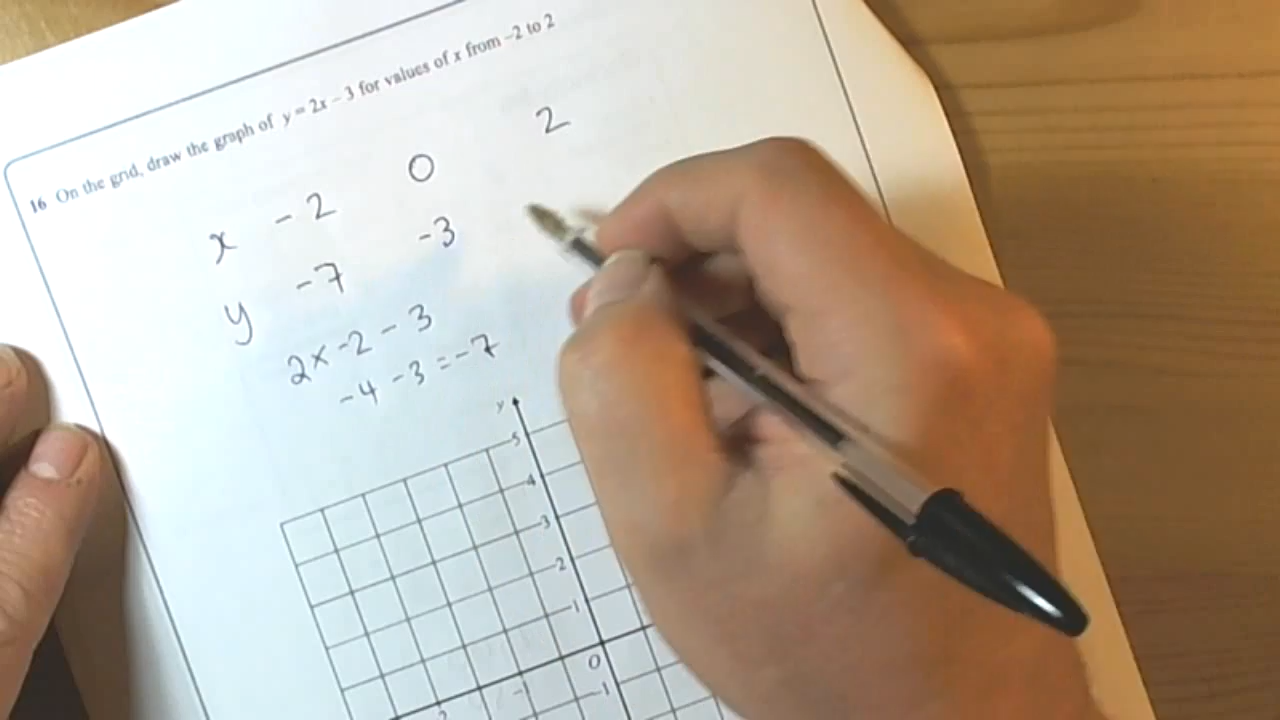 16 On the grid, draw the graph of y = 2x – 3 for values of x from –2 to 2
x -2 0 2
y -7 -3
2x -2 - 3
-4 - 3 = -7
y
5
4
3
2
1
O
-1
-1